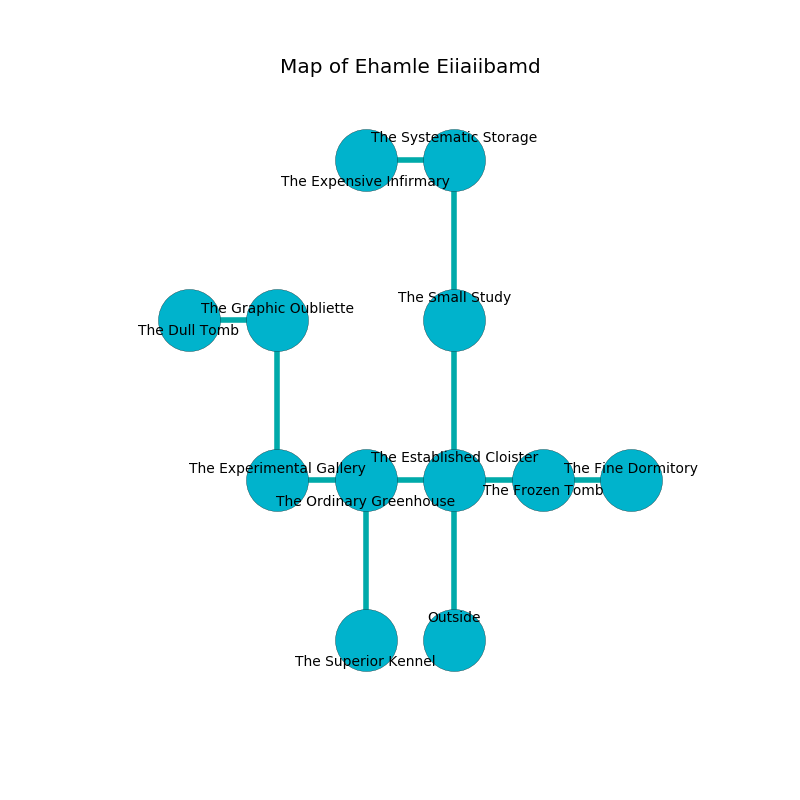 Map of Ehamle Eiiaiibamd
The Systematic Storage
The Expensive Infirmary
The Small Study
The Graphic Oubliette
The Dull Tomb
The Established Cloister
The Experimental Gallery
The Fine Dormitory
The Frozen Tomb
The Ordinary Greenhouse
Outside
The Superior Kennel